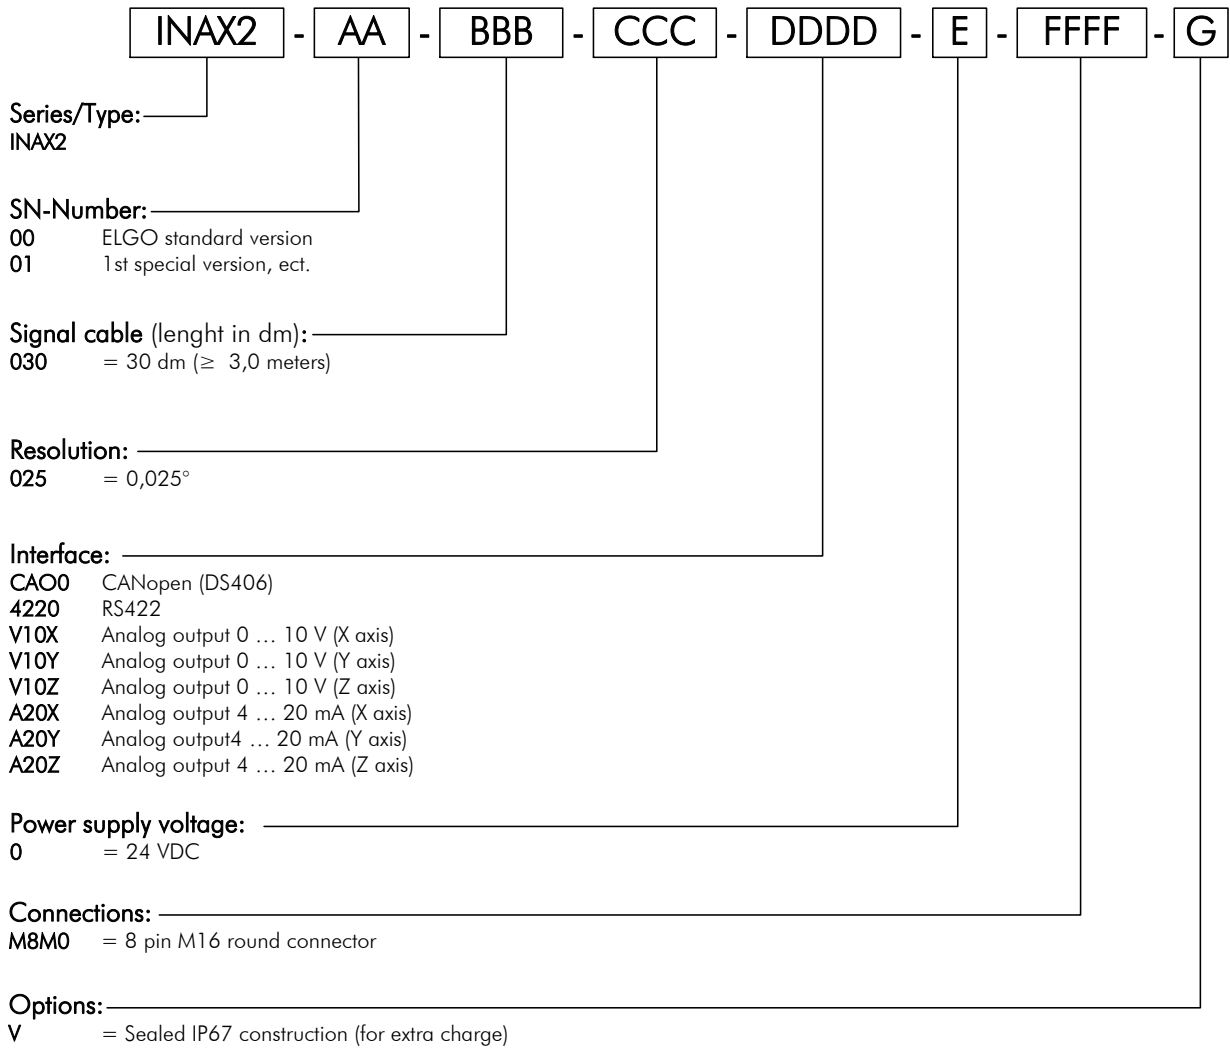 INAX2 - AA - BBB - CCC - DDDD - E - FFFF - G
Series/Type:
INAX2
SN-Number:
00 ELGO standard version
01 1st special version, ect.
Signal cable (lenght in dm):
030 = 30 dm (≥ 3,0 meters)
Resolution:
025 = 0,025°
Interface:
CAO0 CANopen (DS406)
4220 RS422
V10X Analog output 0 … 10 V (X axis)
V10Y Analog output 0 … 10 V (Y axis)
V10Z Analog output 0 … 10 V (Z axis)
A20X Analog output 4 … 20 mA (X axis)
A20Y Analog output4 … 20 mA (Y axis)
A20Z Analog output 4 … 20 mA (Z axis)
Power supply voltage:
0 = 24 VDC
Connections:
M8M0 = 8 pin M16 round connector
Options:
V = Sealed IP67 construction (for extra charge)